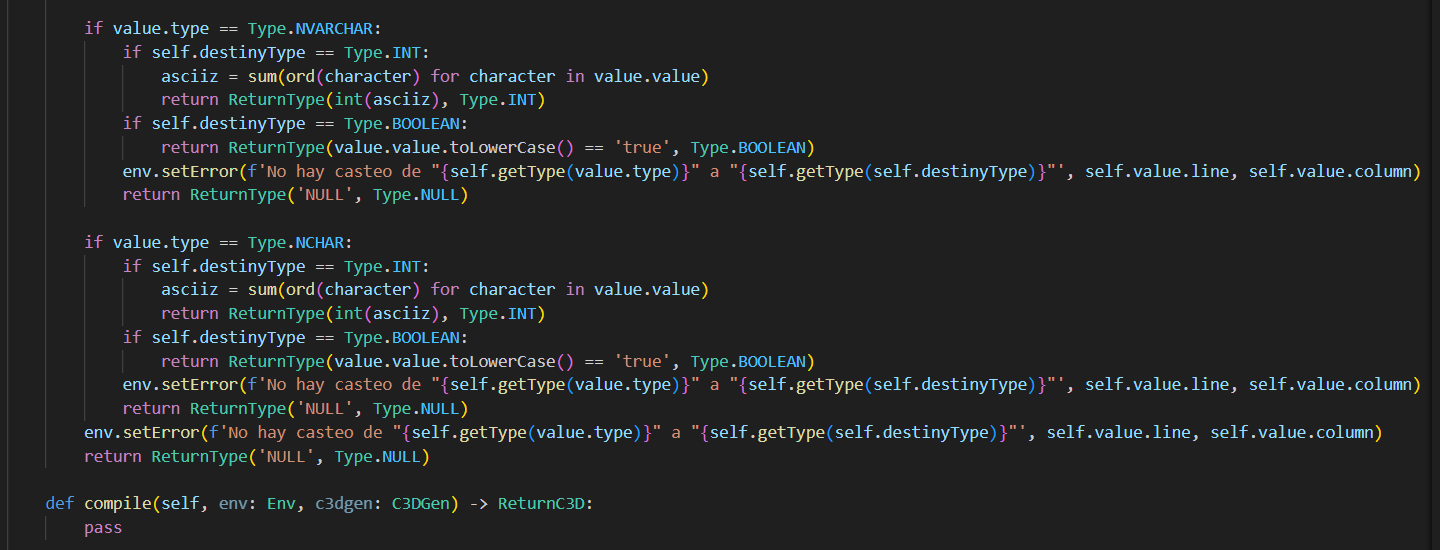 if value.type == Type.NVARCHAR:
if self.destinyType == Type.INT:
asciiz = sum(ord(character) for character in value.value)
return ReturnType(int(asciiz), Type.INT)
if self.destinyType == Type.BOOLEAN:
return ReturnType(value.value.toLowerCase() == 'true', Type.BOOLEAN)
env.setError(f'No hay casteo de "{self.getType(value.type)}" a "{self.getType(self.destinyType)}"', self.value.line, self.value.column)
return ReturnType('NULL', Type.NULL)
if value.type == Type.NCHAR:
if self.destinyType == Type.INT:
asciiz = sum(ord(character) for character in value.value)
return ReturnType(int(asciiz), Type.INT)
if self.destinyType == Type.BOOLEAN:
return ReturnType(value.value.toLowerCase() == 'true', Type.BOOLEAN)
env.setError(f'No hay casteo de "{self.getType(value.type)}" a "{self.getType(self.destinyType)}"', self.value.line, self.value.column)
return ReturnType('NULL', Type.NULL)
env.setError(f'No hay casteo de "{self.getType(value.type)}" a "{self.getType(self.destinyType)}"', self.value.line, self.value.column)
return ReturnType('NULL', Type.NULL)
def compile(self, env: Env, c3dgen: C3DGen) -> ReturnC3D:
pass